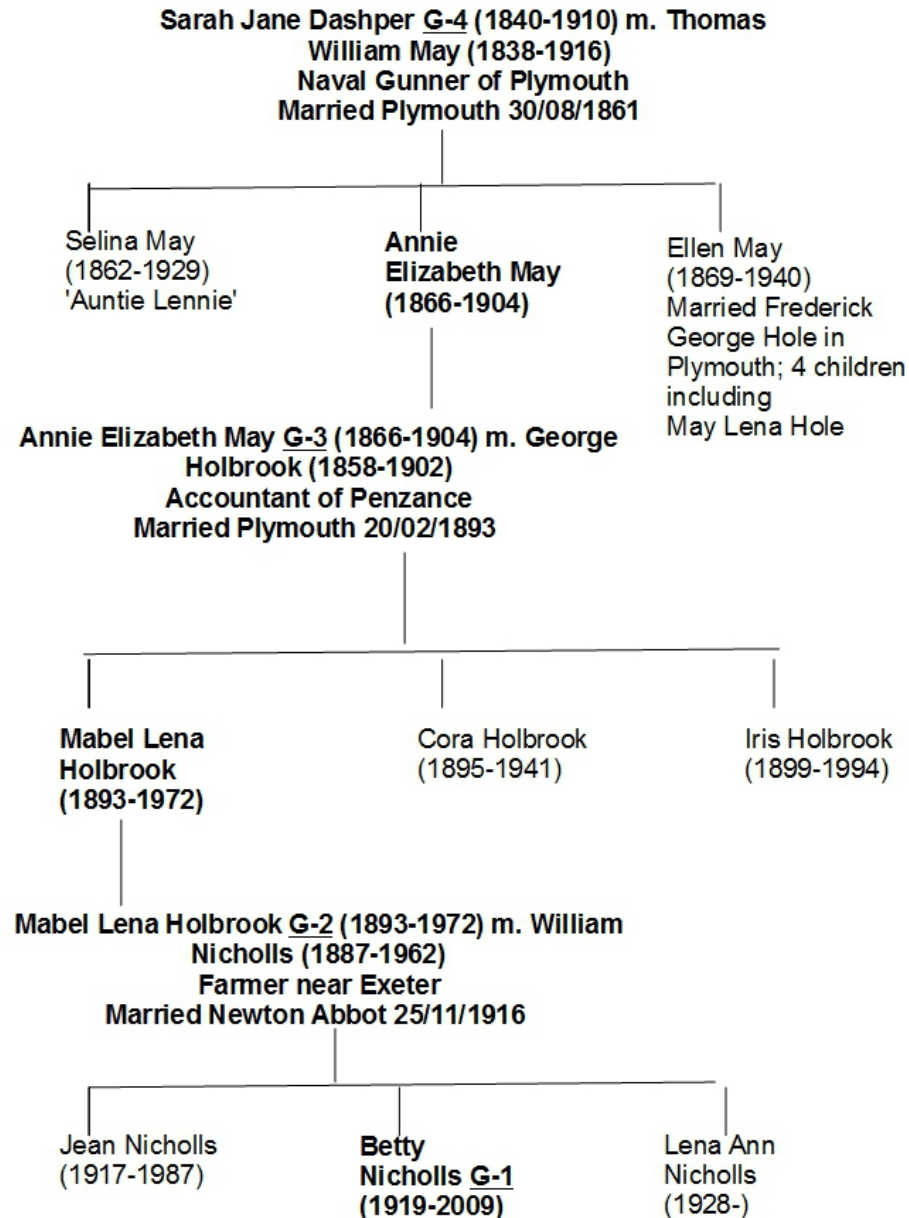 Sarah Jane Dashper G-4 (1840-1910) m. Thomas
William May (1838-1916)
Naval Gunner of Plymouth
Married Plymouth 30/08/1861
Selina May
(1862-1929)
'Auntie Lennie'
Annie
Elizabeth May
(1866-1904)
Ellen May
(1869-1940)
Married Frederick
George Hole in
Plymouth; 4 children
including
May Lena Hole
Annie Elizabeth May G-3 (1866-1904) m. George
Holbrook (1858-1902)
Accountant of Penzance
Married Plymouth 20/02/1893
Mabel Lena
Holbrook
(1893-1972)
Cora Holbrook
(1895-1941)
Iris Holbrook
(1899-1994)
Mabel Lena Holbrook G-2 (1893-1972) m. William
Nicholls (1887-1962)
Farmer near Exeter
Married Newton Abbot 25/11/1916
Jean Nicholls
(1917-1987)
Betty
Nicholls G-1
(1919-2009)
Lena Ann
Nicholls
(1928-)